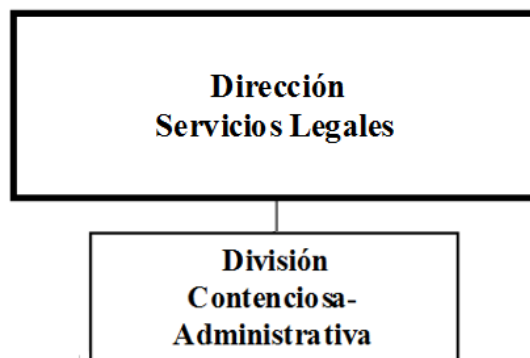 Dirección
Servicios Legales
División
Contenciosa-
Administrativa